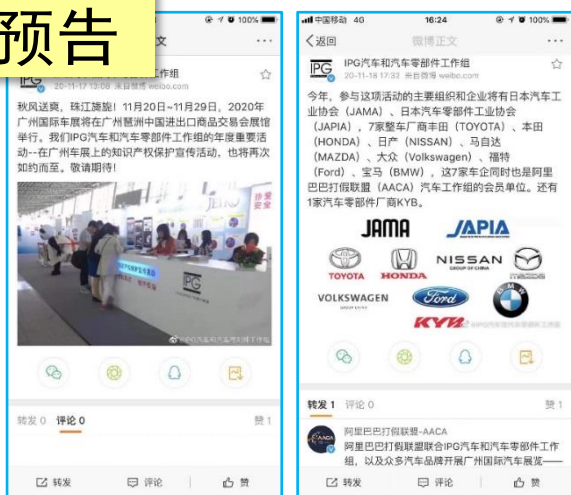 预告
100%
文
···
IPG
工作组
20-11-17 13:08 来自微博 weibo.com
秋风送爽,珠江旖旎!11月20日~11月29日,2020年
广州国际车展将在广州琶洲中国进出口商品交易会展馆
举行。我们IPG汽车和汽车零部件工作组的年度重要活
动--在广州车展上的知识产权保护宣传活动,也将再次
如约而至。敬请期待!
JETRO
安全
IPG
转发 0 评论 0 赞 1
转发 评论 赞
中国移动 4G 16:24 100%
返回 微博正文 ···
IPG
IPG汽车和汽车零部件工作组
20-11-18 17:32 来自微博 weibo.com
今年,参与这项活动的主要组织和企业将有日本汽车工
业协会(JAMA)、日本汽车零部件工业协会
(JAPIA),7家整车厂商丰田(TOYOTA)、本田
(HONDA)、日产(NISSAN)、马自达
(MAZDA)、大众(Volkswagen)、福特
(Ford)、宝马(BMW),这7家车企同时也是阿里
巴巴打假联盟(AACA)汽车工作组的会员单位。还有
1家汽车零部件厂商KYB。
JAMA JAPIA
TOYOTA HONDA NISSAN mazda
GROUP OF CHINA
VOLKSWAGEN Ford BMW
GROUP CHINA
KYB @IPG汽车和汽车零部件工作组
转发 1 评论 0 赞 1
AACA
阿里巴巴打假联盟-AACA
阿里巴巴打假联盟联合IPG汽车和汽车零部件工作
组,以及众多汽车品牌开展广州国际汽车展览——
转发 评论 赞